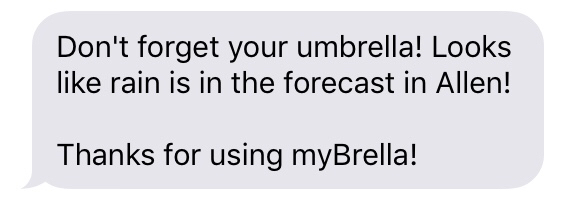 Don't forget your umbrella! Looks
like rain is in the forecast in Allen!
Thanks for using myBrella!